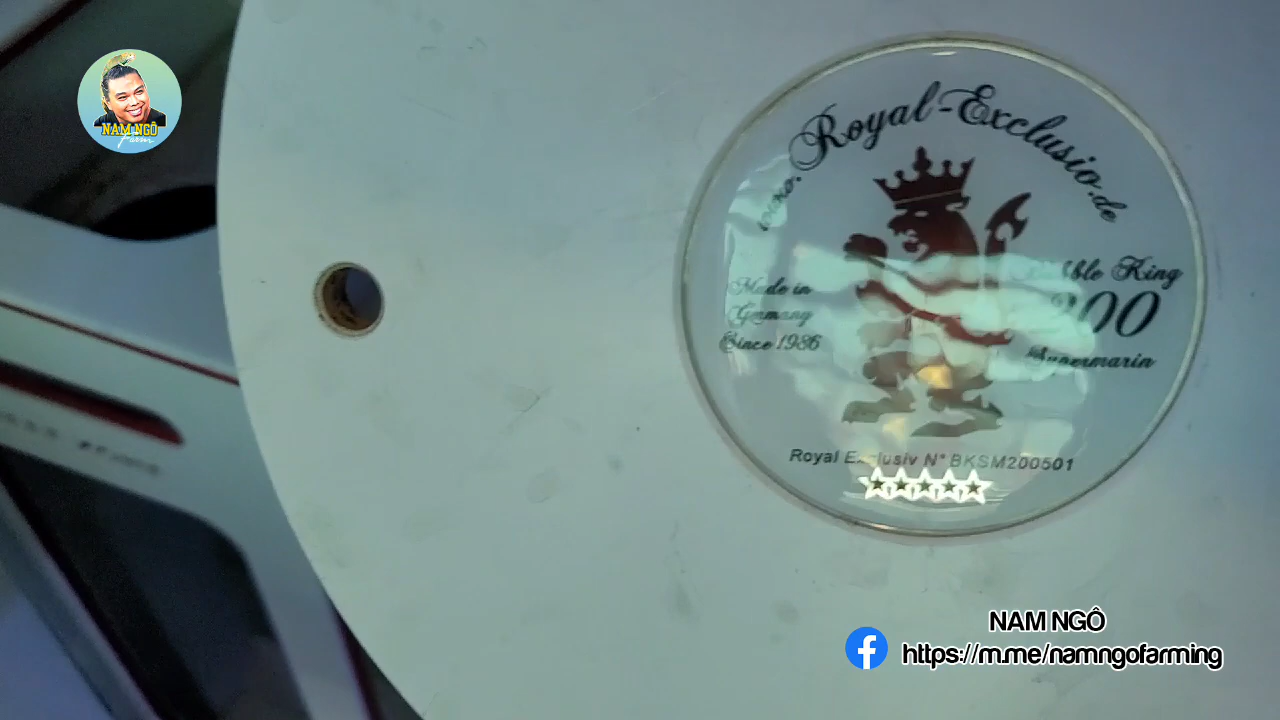 NAM NGÔ
Farm
www.Royal-Exclusiv.de
Made in
Germany
Since 1986
Bubble King
200
Supermarin
Royal Exclusiv N° BKSM200501
NAM NGÔ
https://m.me/namngofarming